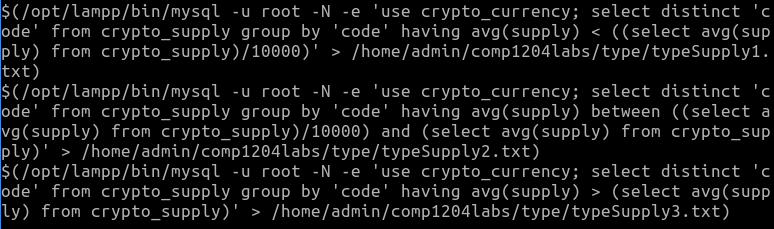 $(/opt/lampp/bin/mysql -u root -N -e 'use crypto_currency; select distinct 'c
ode' from crypto_supply group by 'code' having avg(supply) < ((select avg(sup
ply) from crypto_supply)/10000)' > /home/admin/comp1204labs/type/typeSupply1.
txt)
$(/opt/lampp/bin/mysql -u root -N -e 'use crypto_currency; select distinct 'c
ode' from crypto_supply group by 'code' having avg(supply) between ((select a
vg(supply) from crypto_supply)/10000) and (select avg(supply) from crypto_sup
ply)' > /home/admin/comp1204labs/type/typeSupply2.txt)
$(/opt/lampp/bin/mysql -u root -N -e 'use crypto_currency; select distinct 'c
ode' from crypto_supply group by 'code' having avg(supply) > (select avg(supp
ly) from crypto_supply)' > /home/admin/comp1204labs/type/typeSupply3.txt)